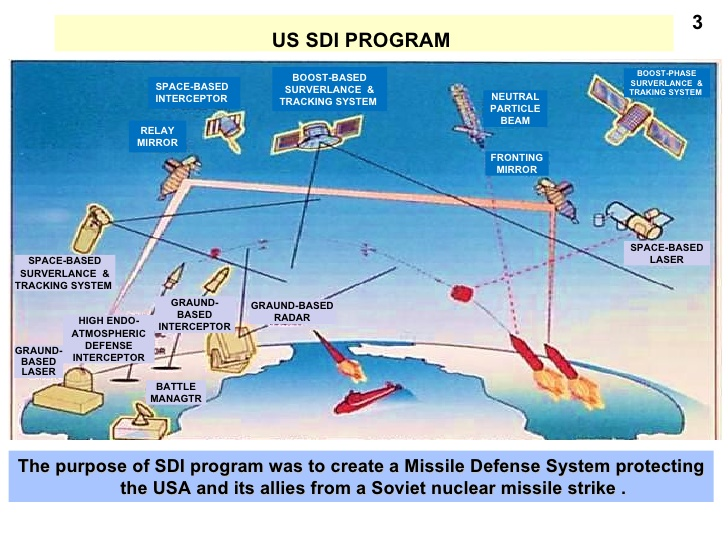 3
US SDI PROGRAM
SPACE-BASED
INTERCEPTOR
BOOST-BASED
SURVERLANCE &
TRACKING SYSTEM
NEUTRAL
PARTICLE
BEAM
BOOST-PHASE
SURVERLANCE &
TRAKING SYSTEM
RELAY
MIRROR
FRONTING
MIRROR
SPACE-BASED
LASER
SPACE-BASED
SURVERLANCE &
TRACKING SYSTEM
GRAUND-
BASED
INTERCEPTOR
GRAUND-BASED
RADAR
HIGH ENDO-
ATMOSPHERIC
DEFENSE
INTERCEPTOR
GRAUND-
BASED
LASER
BATTLE
MANAGTR
The purpose of SDI program was to create a Missile Defense System protecting
the USA and its allies from a Soviet nuclear missile strike .